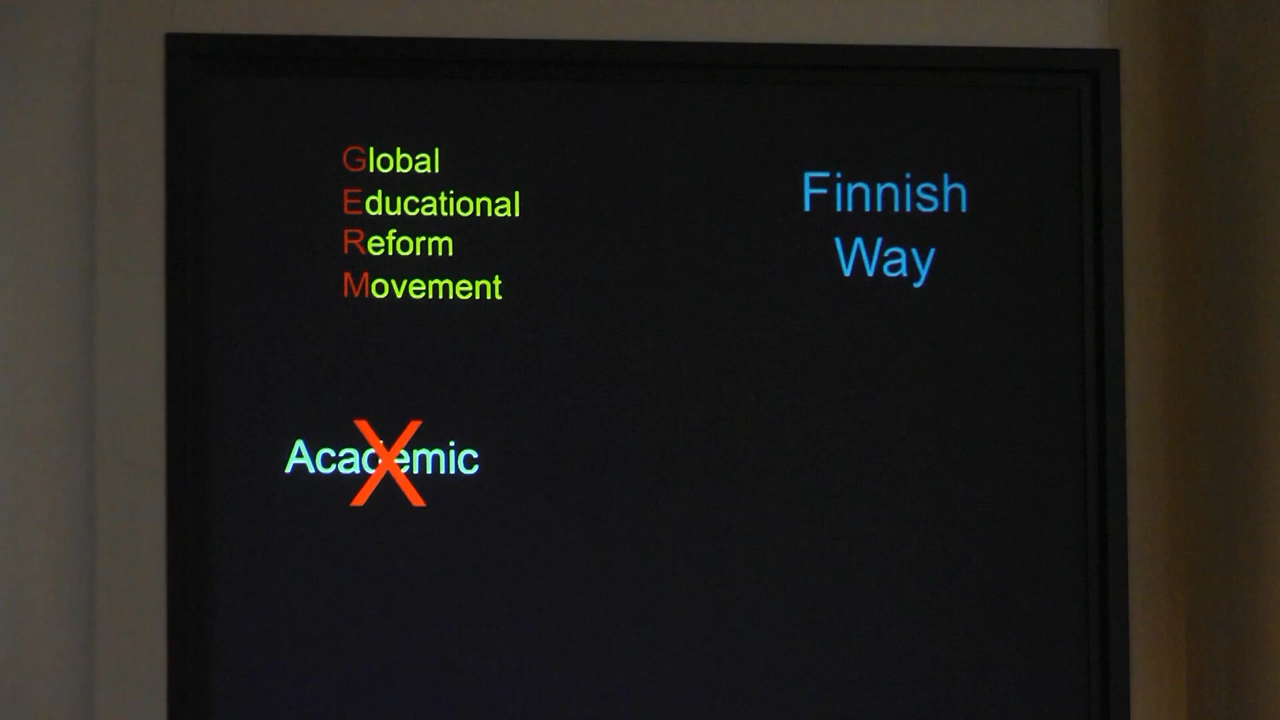 Global
Educational
Reform
Movement
Finnish
Way
Academic
X